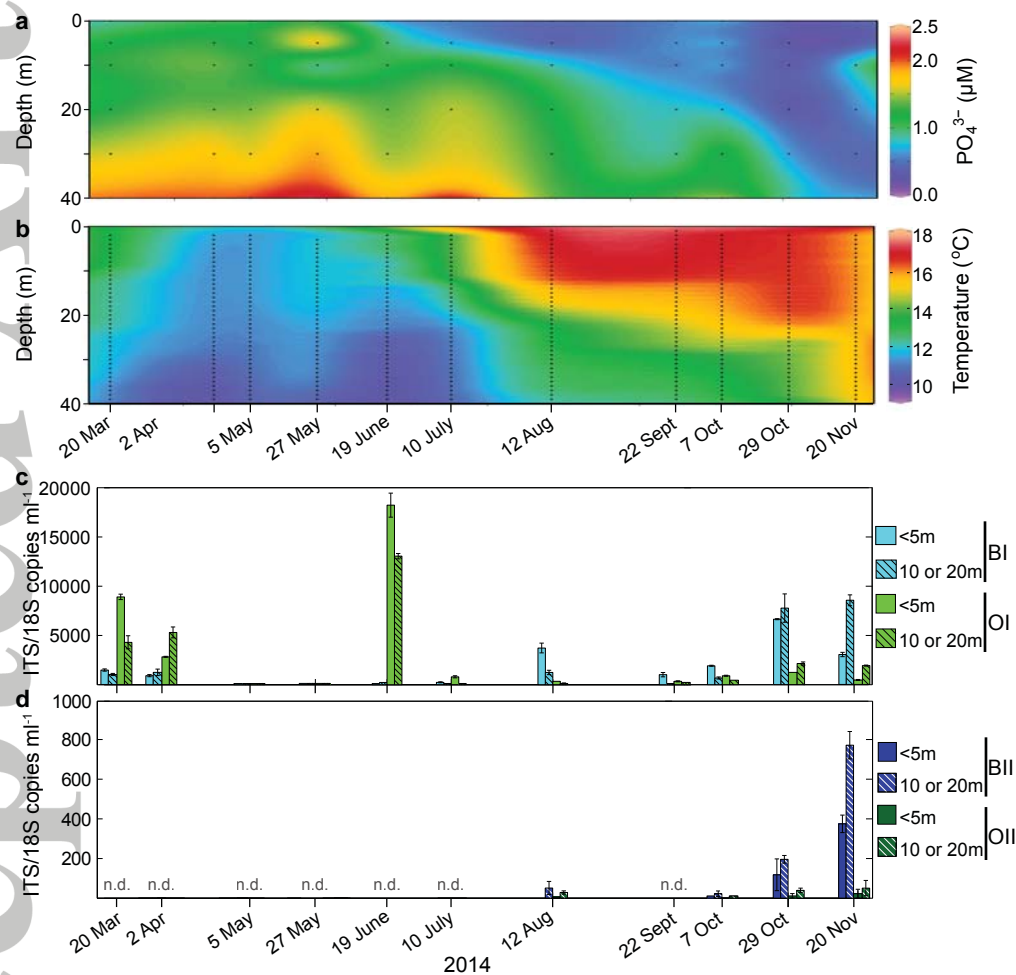 a
0
20
40
Depth (m)
2.5
2.0
1.0
0.0
PO₄³⁻ (µM)
b
0
20
40
Depth (m)
18
16
14
12
10
Temperature (°C)
20 Mar
2 Apr
5 May
27 May
19 June
10 July
12 Aug
22 Sept
7 Oct
29 Oct
20 Nov
c
20000
15000
10000
5000
ITS/18S copies ml⁻¹
<5m
10 or 20m
BI
<5m
10 or 20m
OI
d
1000
800
600
400
200
ITS/18S copies ml⁻¹
n.d. n.d. n.d. n.d. n.d. n.d. n.d.
<5m
10 or 20m
BII
<5m
10 or 20m
OII
20 Mar
2 Apr
5 May
27 May
19 June
10 July
12 Aug
22 Sept
7 Oct
29 Oct
20 Nov
2014